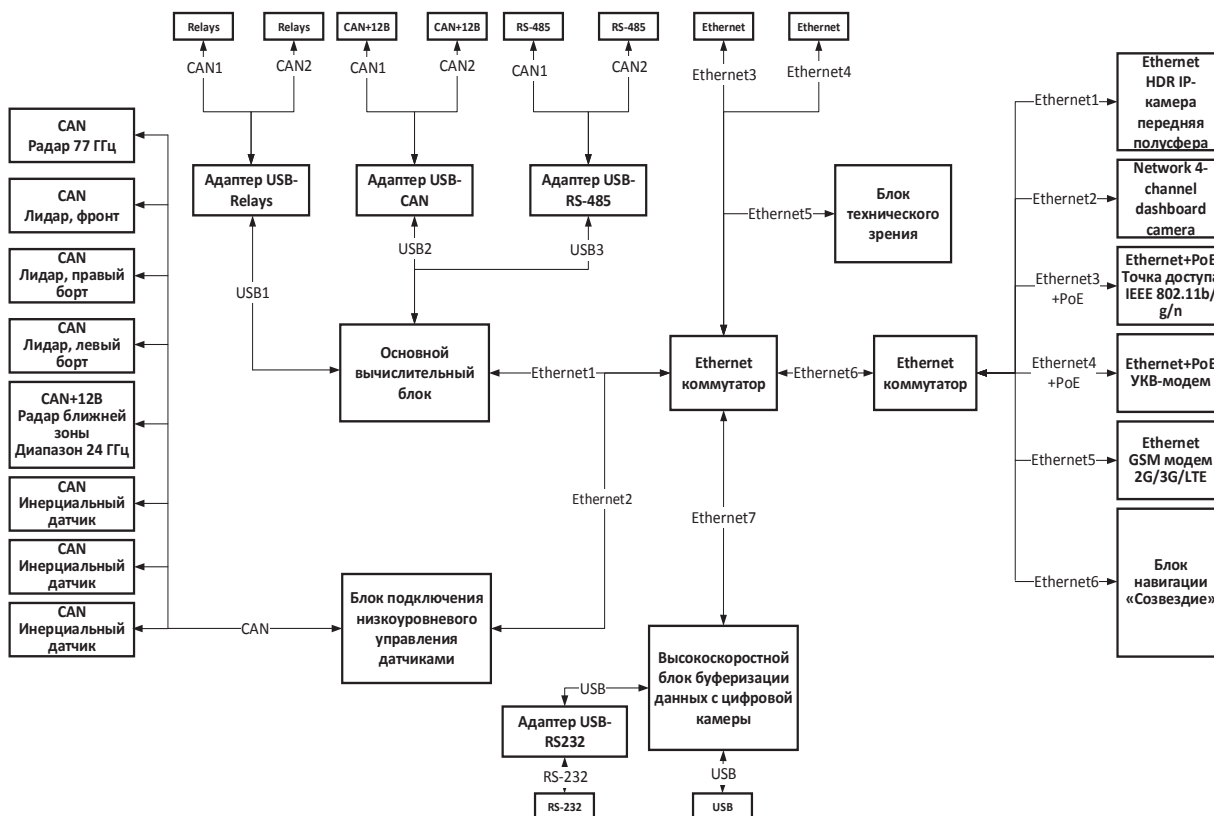 Relays
Relays
CAN+12В
CAN+12В
RS-485
RS-485
Ethernet
Ethernet
CAN1
CAN2
CAN1
CAN2
CAN1
CAN2
Ethernet3
Ethernet4
Ethernet1
Ethernet
HDR IP-
камера
передняя
полусфера
CAN
Радар 77 ГГц
Адаптер USB-
Relays
Адаптер USB-
CAN
Адаптер USB-
RS-485
Ethernet5
Блок
технического
зрения
Ethernet2
Network 4-
channel
dashboard
camera
CAN
Лидар, фронт
USB1
USB2
USB3
CAN
Лидар, правый
борт
Ethernet3
+PoE
Ethernet+PoE
Точка доступа
IEEE 802.11b/
g/n
CAN
Лидар, левый
борт
Основной
вычислительный
блок
Ethernet1
Ethernet
коммутатор
Ethernet6
Ethernet
коммутатор
Ethernet4
+PoE
Ethernet+PoE
УКВ-модем
CAN+12В
Радар ближней
зоны
Диапазон 24 ГГц
Ethernet5
Ethernet
GSM модем
2G/3G/LTE
CAN
Инерциальный
датчик
Ethernet2
Ethernet7
CAN
Инерциальный
датчик
Ethernet6
Блок
навигации
«Созвездие»
CAN
Инерциальный
датчик
CAN
Блок подключения
низкоуровневого
управления
датчиками
Высокоскоростной
блок буферизации
данных с цифровой
камеры
USB
Адаптер USB-
RS232
RS-232
USB
RS-232
USB